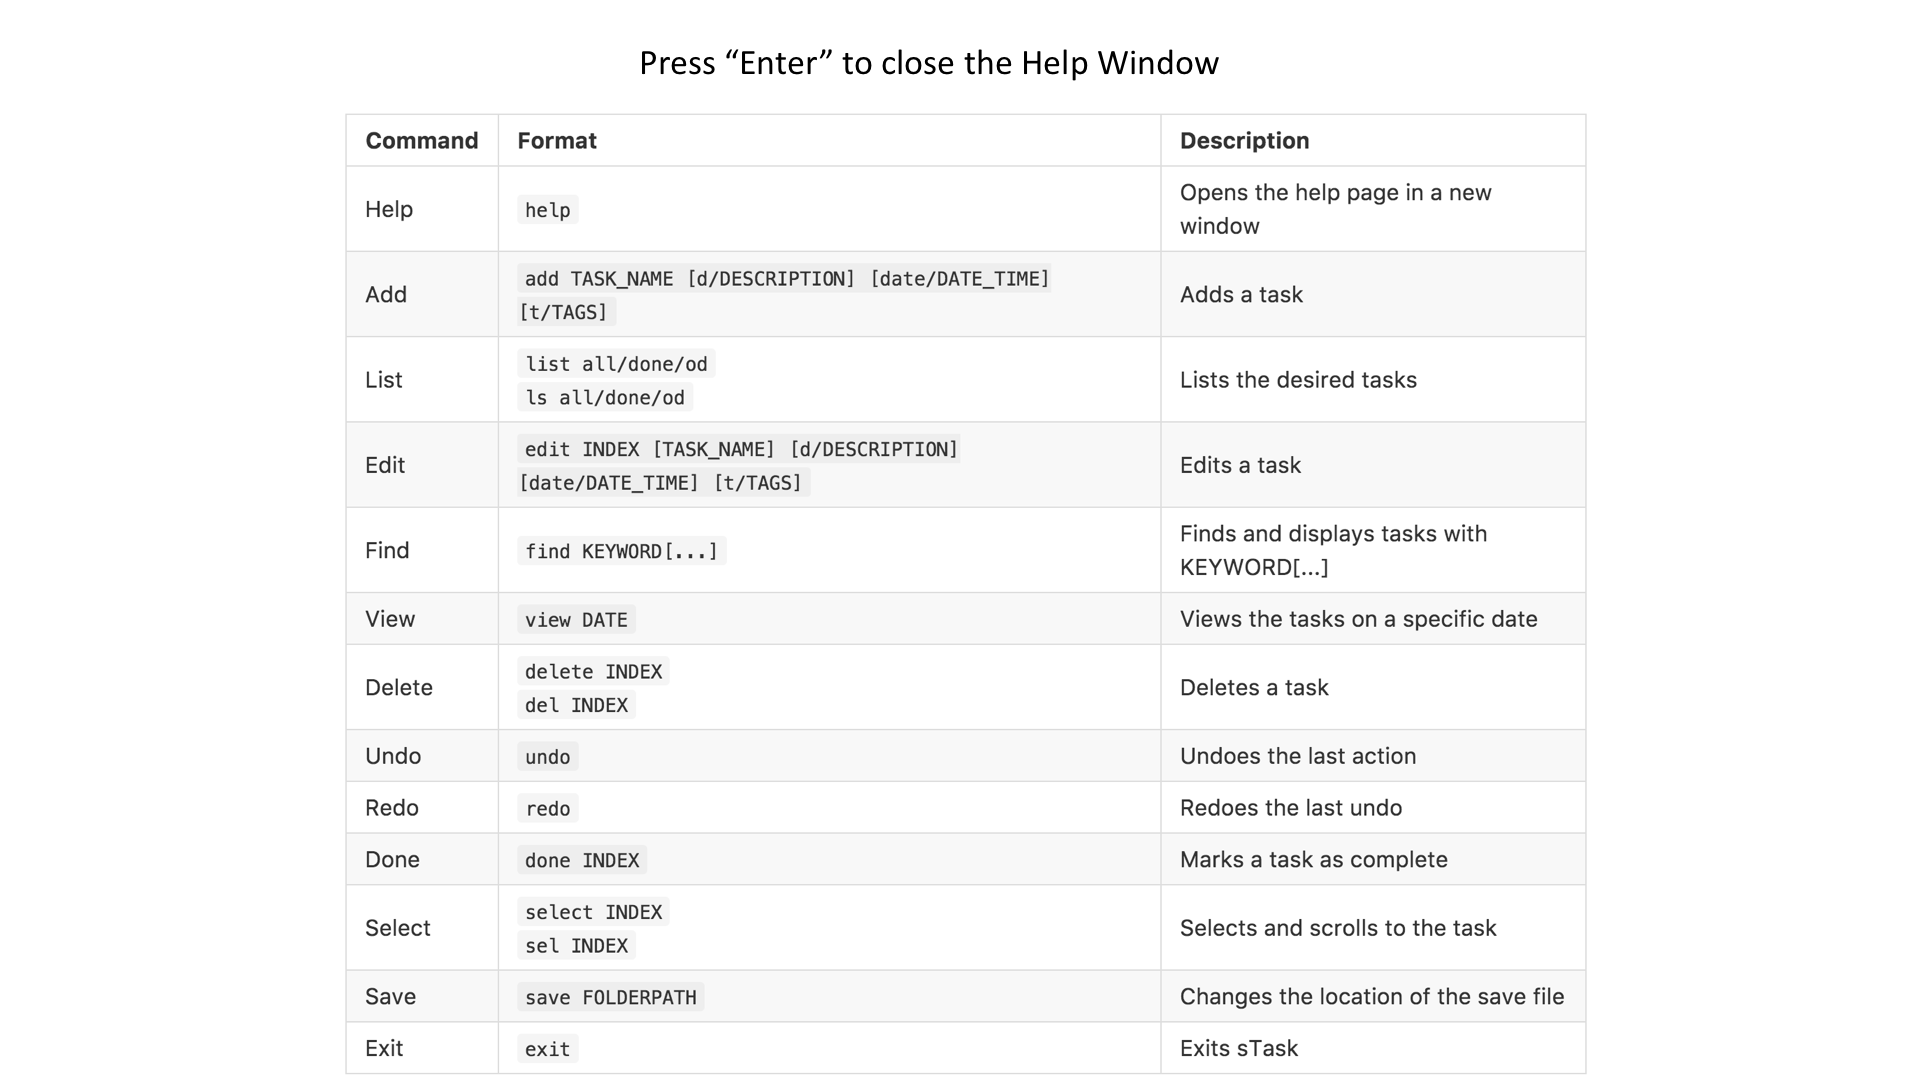 Press “Enter” to close the Help Window
Command Format Description
Help help Opens the help page in a new
window
Add add TASK_NAME [d/DESCRIPTION] [date/DATE_TIME]
[t/TAGS] Adds a task
List list all/done/od
ls all/done/od Lists the desired tasks
Edit edit INDEX [TASK_NAME] [d/DESCRIPTION]
[date/DATE_TIME] [t/TAGS] Edits a task
Find find KEYWORD[...] Finds and displays tasks with
KEYWORD[...]
View view DATE Views the tasks on a specific date
Delete delete INDEX
del INDEX Deletes a task
Undo undo Undoes the last action
Redo redo Redoes the last undo
Done done INDEX Marks a task as complete
Select select INDEX
sel INDEX Selects and scrolls to the task
Save save FOLDERPATH Changes the location of the save file
Exit exit Exits sTask